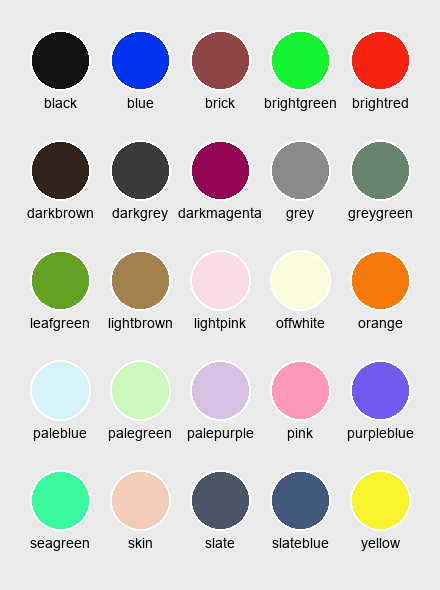 black blue brick brightgreen brightred
darkbrown darkgrey darkmagenta grey greygreen
leafgreen lightbrown lightpink offwhite orange
paleblue palegreen palepurple pink purpleblue
seagreen skin slate slateblue yellow